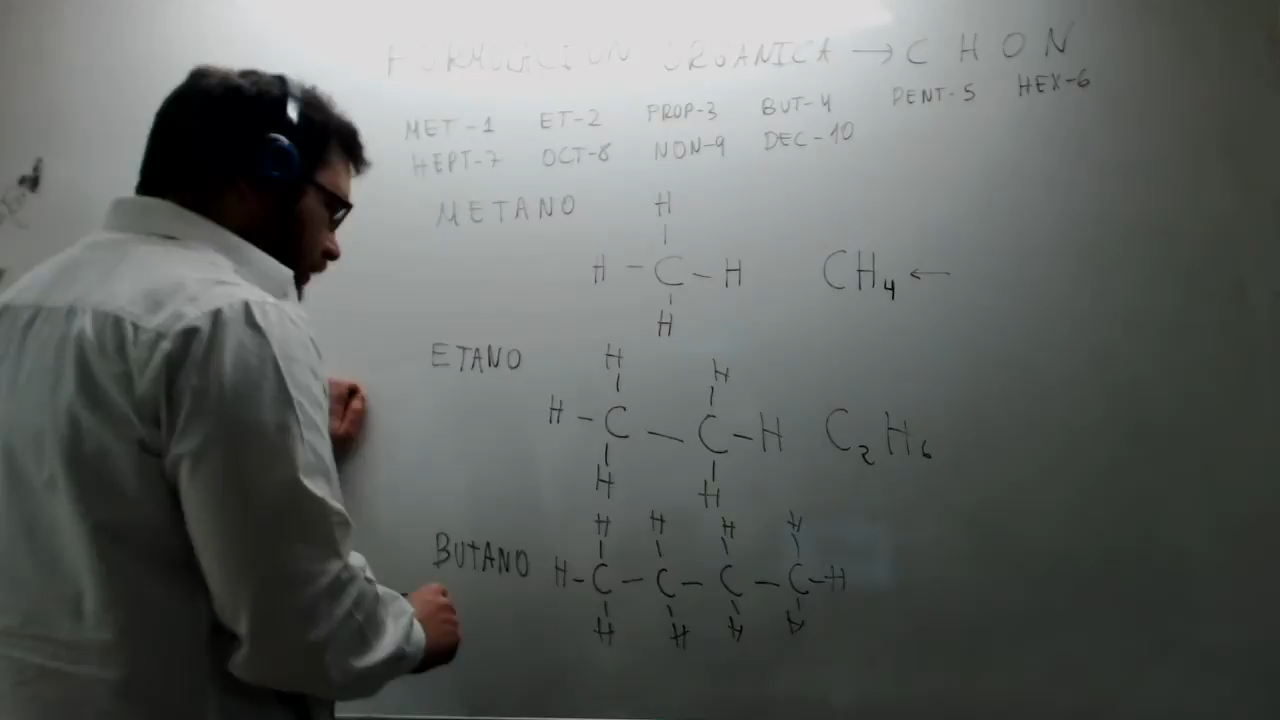 FORMULACION ORGANICA → C H O N
MET-1 ET-2 PROP-3 BUT-4 PENT-5 HEX-6
HEPT-7 OCT-8 NON-9 DEC-10
METANO
H
H - C - H CH4 ←
H
ETANO
H H
H - C - C - H C2H6
H H
BUTANO
H H H H
H - C - C - C - C - H
H H H H